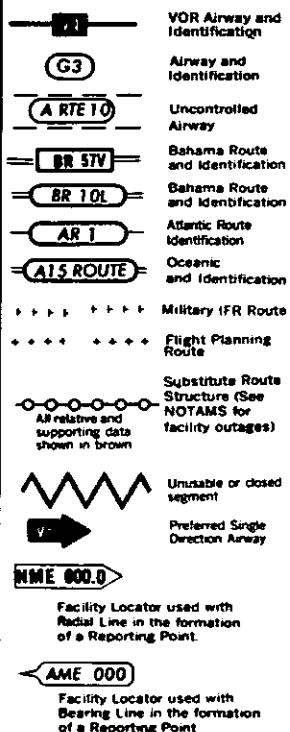 VOR Airway and
Identification
G3
Airway and
Identification
A RTE 10
Uncontrolled
Airway
BR 57V
Bahama Route
and Identification
BR 10L
Bahama Route
and Identification
AR 1
Atlantic Route
Identification
A15 ROUTE
Oceanic
and Identification
Military IFR Route
Flight Planning
Route
Substitute Route
Structure (See
NOTAMS for
facility outages)
All relative and
supporting data
shown in brown
Unusable or closed
segment
Preferred Single
Direction Airway
000.0
Facility Locator used with
Radial Line in the formation
of a Reporting Point.
AME 000
Facility Locator used with
Bearing Line in the formation
of a Reporting Point